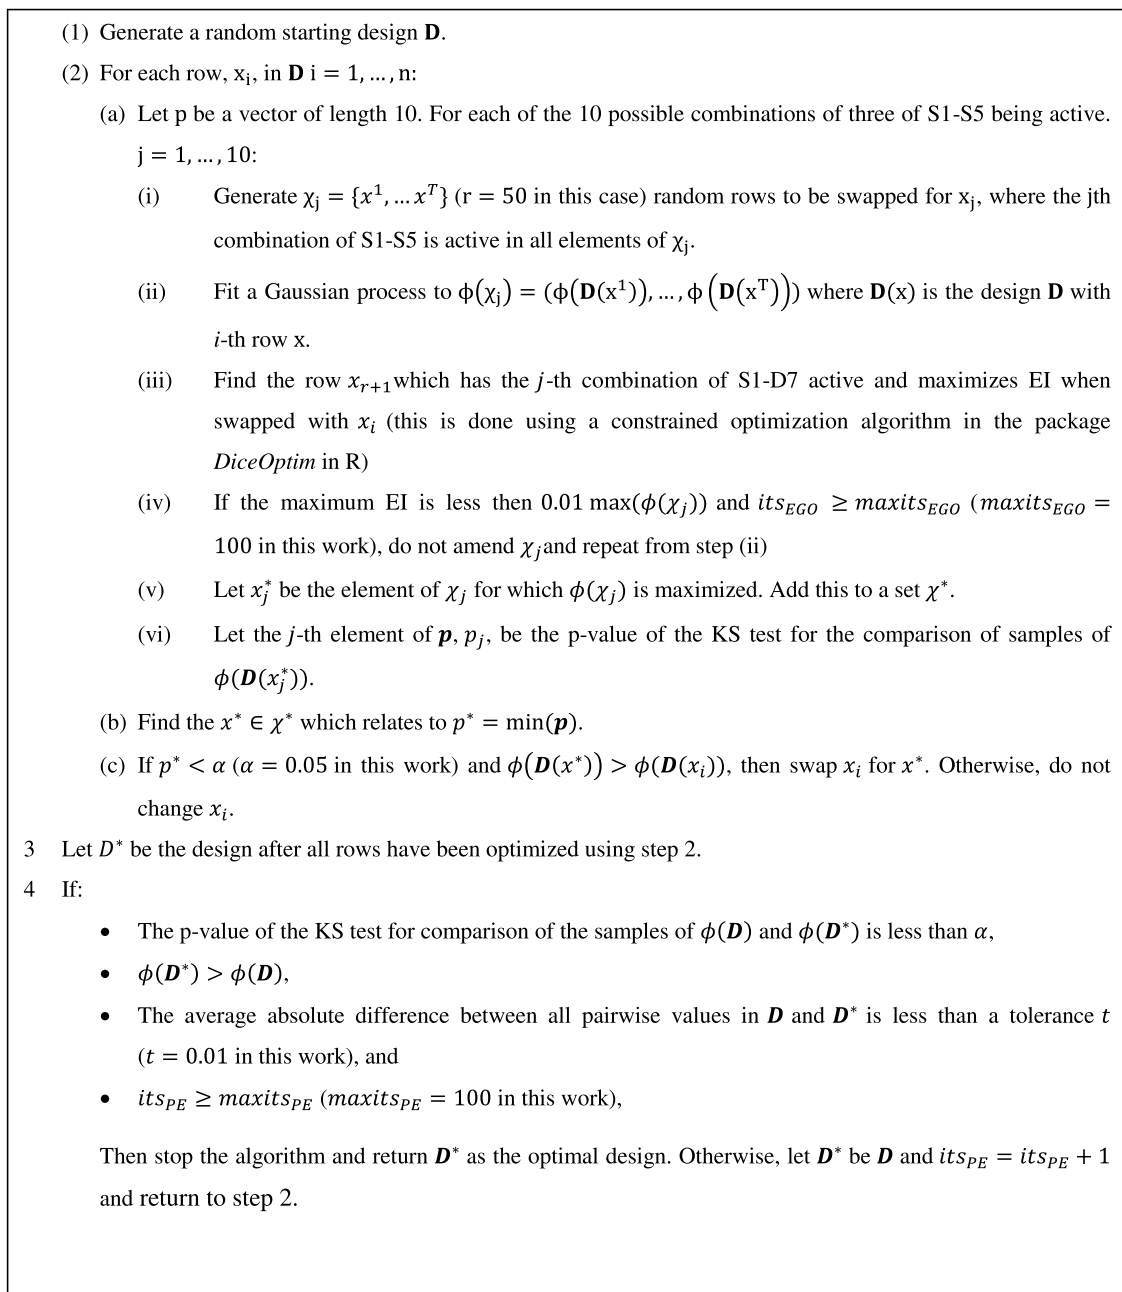 (1) Generate a random starting design D.
(2) For each row, xᵢ, in D i = 1, … , n:
(a) Let p be a vector of length 10. For each of the 10 possible combinations of three of S1-S5 being active.
j = 1, … , 10:
(i) Generate χⱼ = {x¹, … xᵀ} (r = 50 in this case) random rows to be swapped for xⱼ, where the jth
combination of S1-S5 is active in all elements of χⱼ.
(ii) Fit a Gaussian process to ϕ(χⱼ) = (ϕ(D(x¹)), … , ϕ(D(xᵀ))) where D(x) is the design D with
i-th row x.
(iii) Find the row xᵣ₊₁ which has the j-th combination of S1-D7 active and maximizes EI when
swapped with xᵢ (this is done using a constrained optimization algorithm in the package
DiceOptim in R)
(iv) If the maximum EI is less then 0.01 max(ϕ(χⱼ)) and its_EGO ≥ maxits_EGO (maxits_EGO =
100 in this work), do not amend χⱼand repeat from step (ii)
(v) Let xⱼ* be the element of χⱼ for which ϕ(χⱼ) is maximized. Add this to a set χ*.
(vi) Let the j-th element of p, pⱼ, be the p-value of the KS test for the comparison of samples of
ϕ(D(xⱼ*)).
(b) Find the x* ∈ χ* which relates to p* = min(p).
(c) If p* < α (α = 0.05 in this work) and ϕ(D(x*)) > ϕ(D(xᵢ)), then swap xᵢ for x*. Otherwise, do not
change xᵢ.
3 Let D* be the design after all rows have been optimized using step 2.
4 If:
• The p-value of the KS test for comparison of the samples of ϕ(D) and ϕ(D*) is less than α,
• ϕ(D*) > ϕ(D),
• The average absolute difference between all pairwise values in D and D* is less than a tolerance t
(t = 0.01 in this work), and
• its_PE ≥ maxits_PE (maxits_PE = 100 in this work),
Then stop the algorithm and return D* as the optimal design. Otherwise, let D* be D and its_PE = its_PE + 1
and return to step 2.